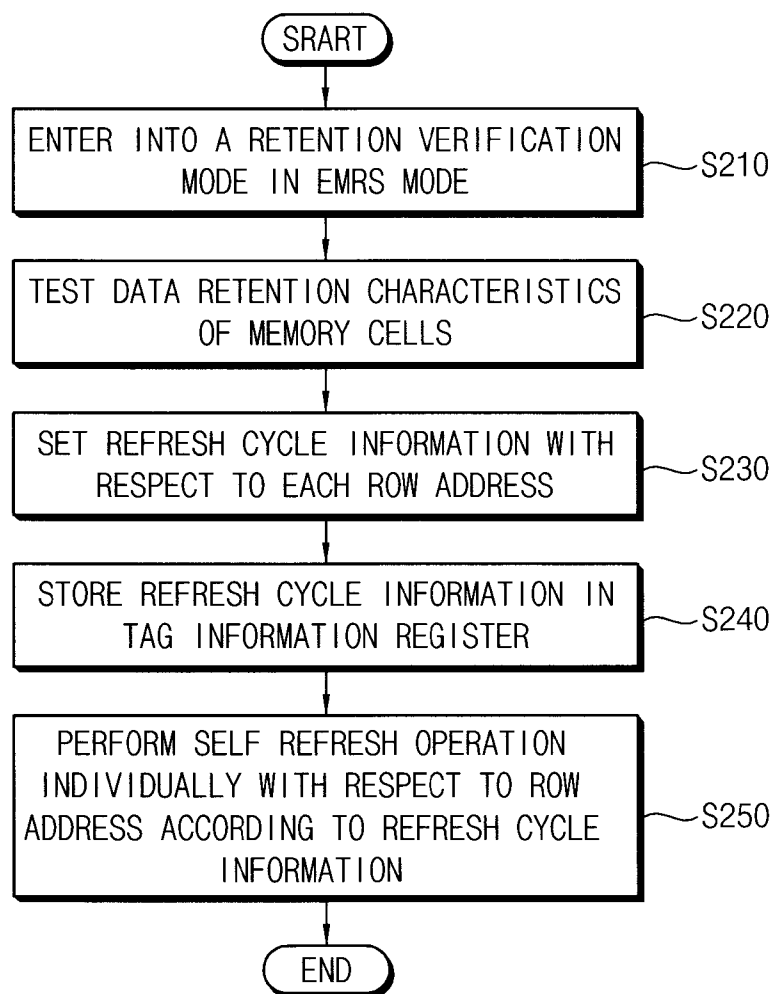 SRART
ENTER INTO A RETENTION VERIFICATION
MODE IN EMRS MODE
S210
TEST DATA RETENTION CHARACTERISTICS
OF MEMORY CELLS
S220
SET REFRESH CYCLE INFORMATION WITH
RESPECT TO EACH ROW ADDRESS
S230
STORE REFRESH CYCLE INFORMATION IN
TAG INFORMATION REGISTER
S240
PERFORM SELF REFRESH OPERATION
INDIVIDUALLY WITH RESPECT TO ROW
ADDRESS ACCORDING TO REFRESH CYCLE
INFORMATION
S250
END